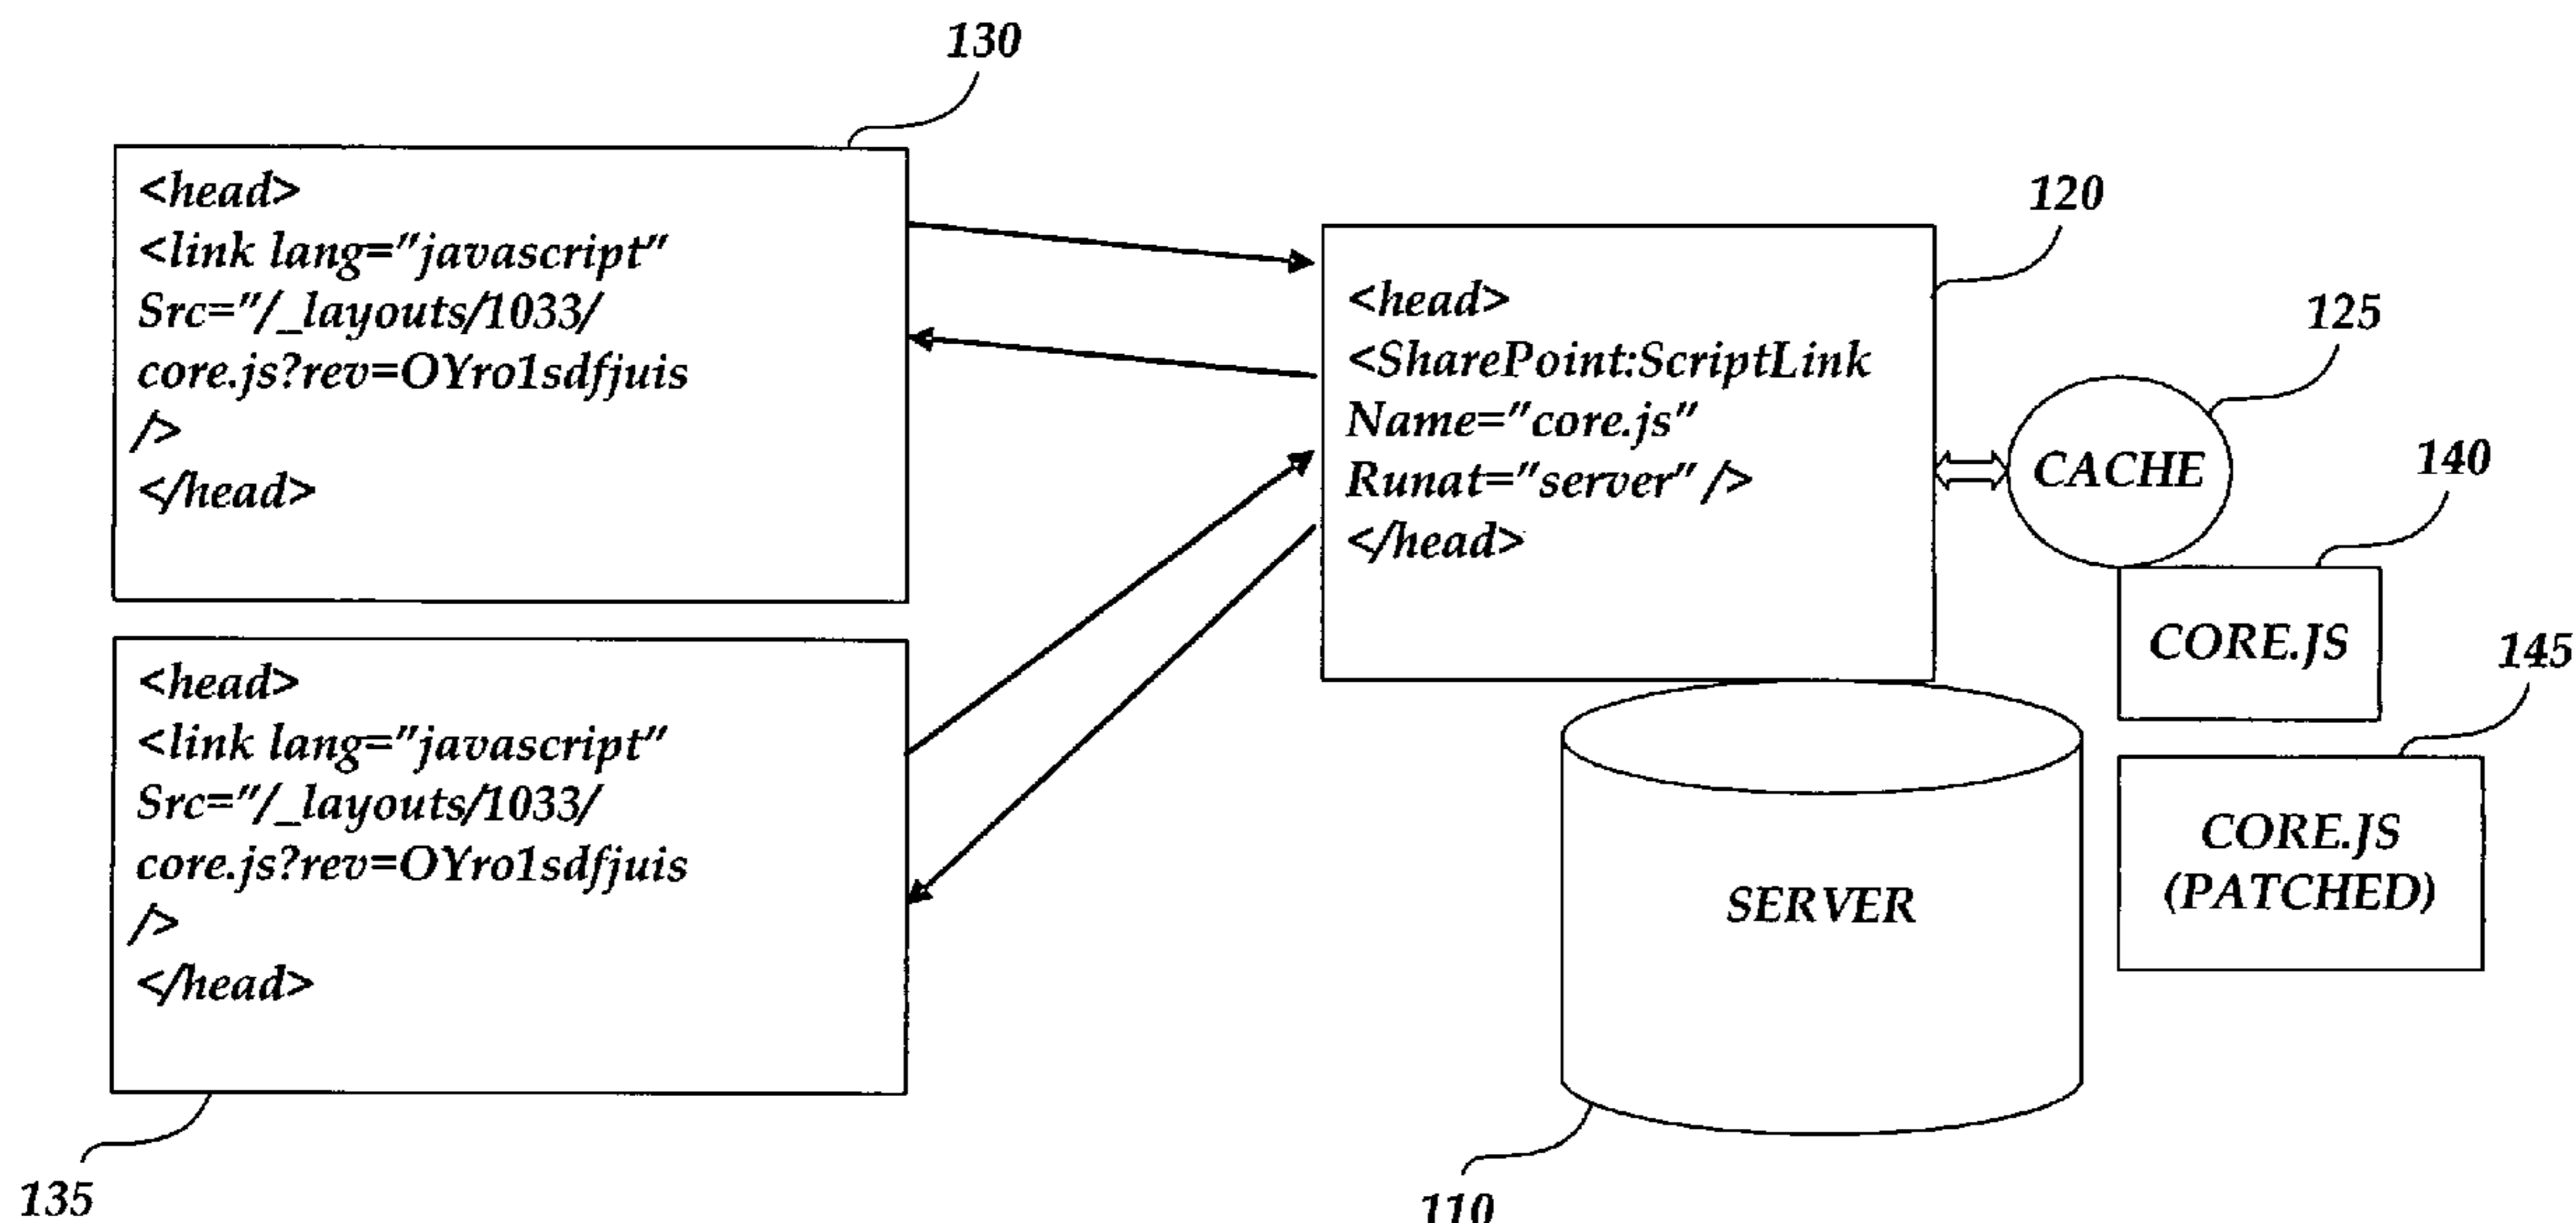 130
<head>
<link lang="javascript"
Src="/_layouts/1033/
core.js?rev=OYro1sdfjuis
/>
</head>
120
<head>
<SharePoint:ScriptLink
Name="core.js"
Runat="server" />
</head>
125
CACHE
140
CORE.JS
145
CORE.JS
(PATCHED)
<head>
<link lang="javascript"
Src="/_layouts/1033/
core.js?rev=OYro1sdfjuis
/>
</head>
135
SERVER
110